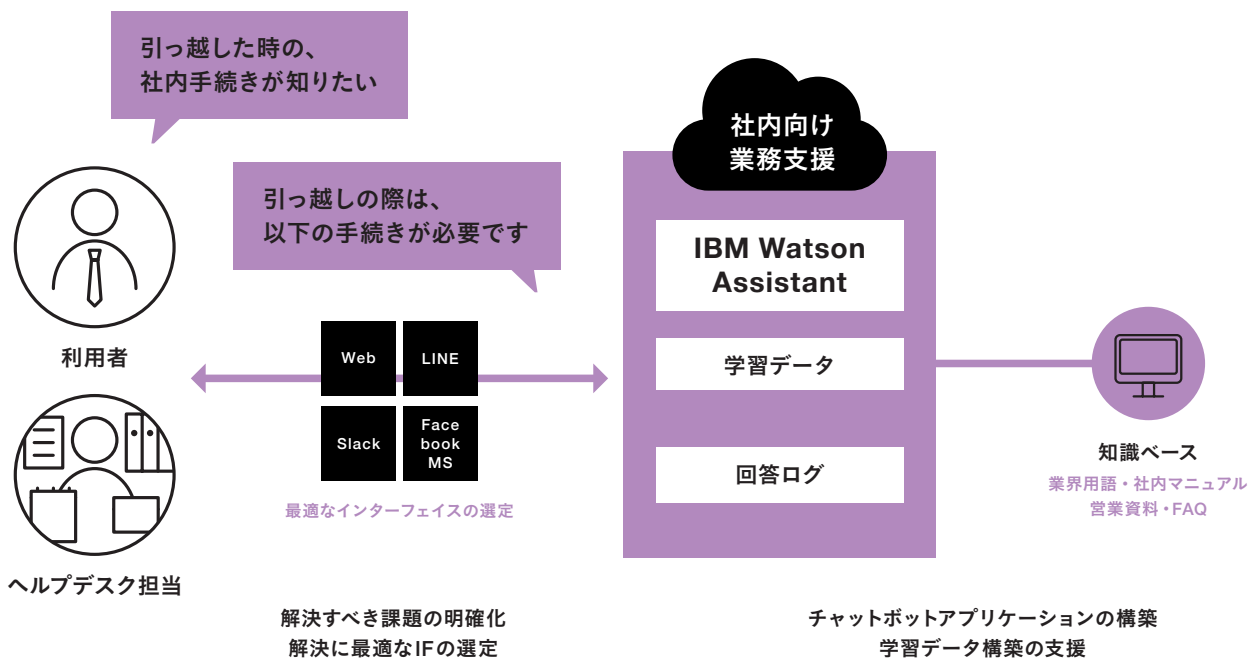 引っ越した時の、
社内手続きが知りたい
引っ越しの際は、
以下の手続きが必要です
利用者
ヘルプデスク担当
Web
LINE
Slack
Face
book
MS
最適なインターフェイスの選定
解決すべき課題の明確化
解決に最適なIFの選定
社内向け
業務支援
IBM Watson
Assistant
学習データ
回答ログ
知識ベース
業界用語・社内マニュアル
営業資料・FAQ
チャットボットアプリケーションの構築
学習データ構築の支援